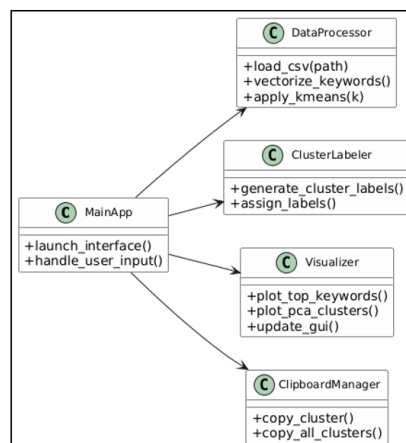 C DataProcessor
+load_csv(path)
+vectorize_keywords()
+apply_kmeans(k)
C ClusterLabeler
+generate_cluster_labels()
+assign_labels()
C MainApp
+launch_interface()
+handle_user_input()
C Visualizer
+plot_top_keywords()
+plot_pca_clusters()
+update_gui()
C ClipboardManager
+copy_cluster()
+copy_all_clusters()